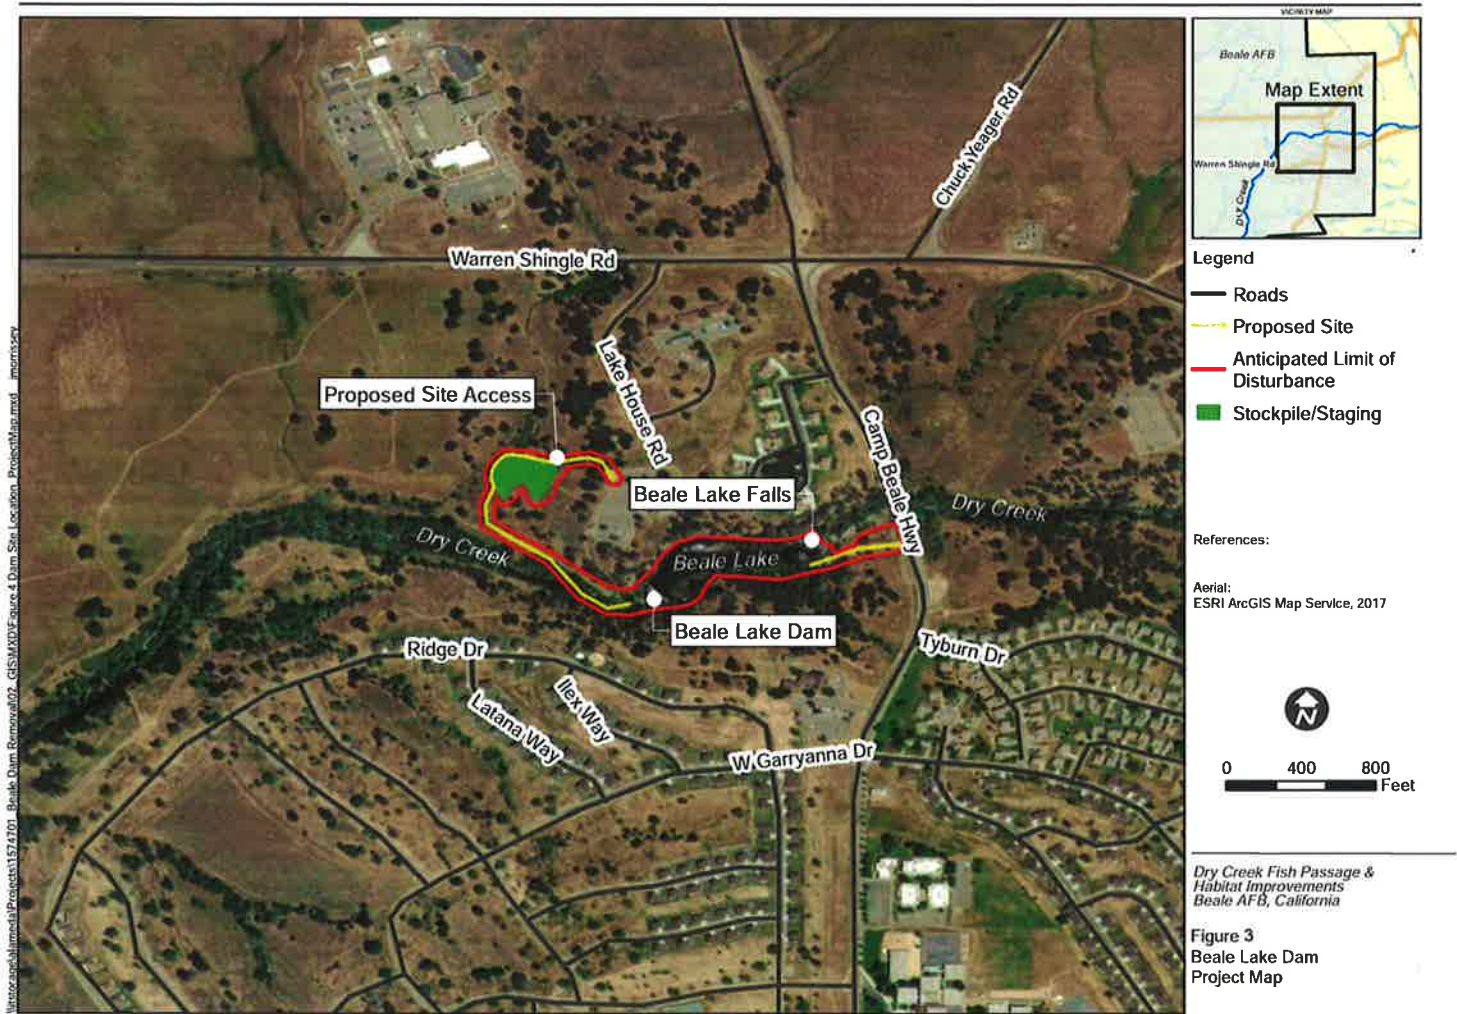 VICINITY MAP
Beale AFB
Map Extent
Warren Shingle Rd
Dry Creek
Chuck Yeager Rd
Warren Shingle Rd
Lake House Rd
Proposed Site Access
Camp Beale Hwy
Beale Lake Falls
Dry Creek
Dry Creek
Beale Lake
Beale Lake Dam
Ridge Dr
Tyburn Dr
Ilex Way
Latana Way
W Garryanna Dr
Legend
Roads
Proposed Site
Anticipated Limit of
Disturbance
Stockpile/Staging
References:
Aerial:
ESRI ArcGIS Map Service, 2017
N
0 400 800
Feet
Dry Creek Fish Passage &
Habitat Improvements
Beale AFB, California
Figure 3
Beale Lake Dam
Project Map